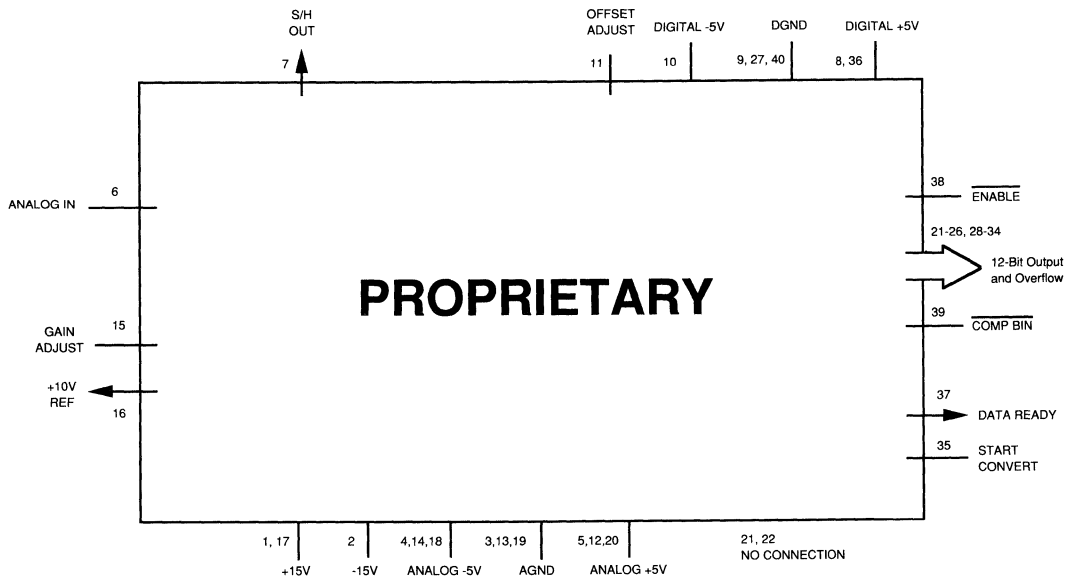 S/H
OUT
7
OFFSET
ADJUST
11
DIGITAL -5V
10
DGND
9, 27, 40
DIGITAL +5V
8, 36
6
ANALOG IN
PROPRIETARY
38
ENABLE
21-26, 28-34
12-Bit Output
and Overflow
39
COMP BIN
15
GAIN
ADJUST
+10V
REF
16
37
DATA READY
35
START
CONVERT
1, 17
+15V
2
-15V
4,14,18
ANALOG -5V
3,13,19
AGND
5,12,20
ANALOG +5V
21, 22
NO CONNECTION